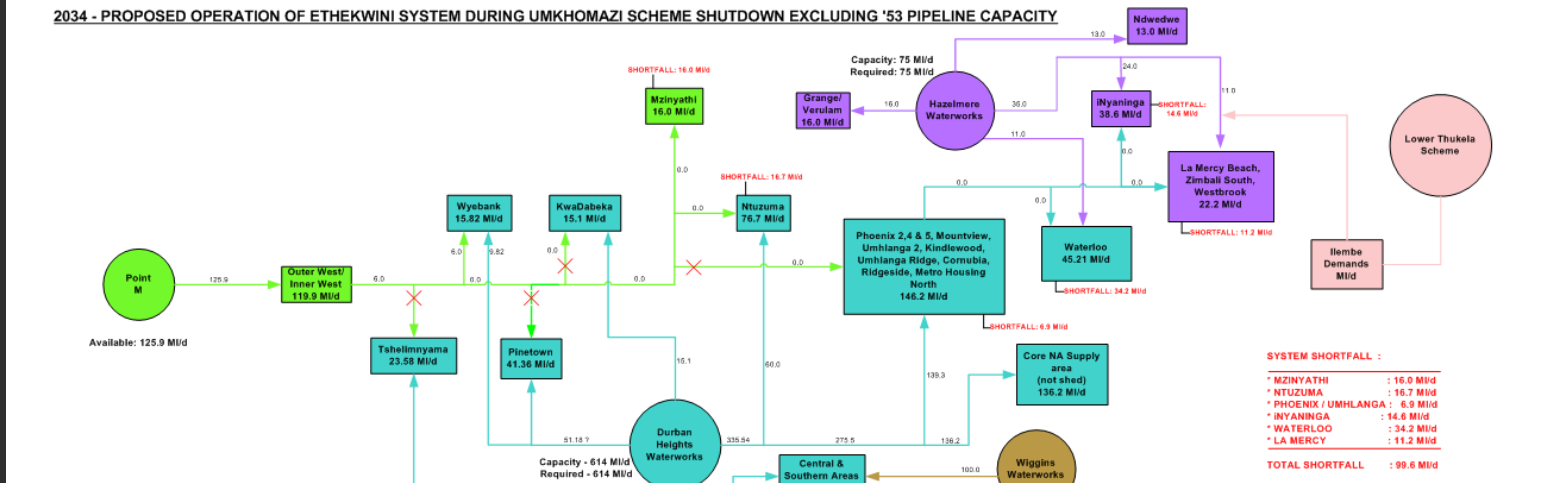 2034 - PROPOSED OPERATION OF ETHEKWINI SYSTEM DURING UMKHOMAZI SCHEME SHUTDOWN EXCLUDING '53 PIPELINE CAPACITY
Ndwedwe
13.0 Ml/d
13.0
Capacity: 75 Ml/d
Required: 75 Ml/d
SHORTFALL: 16.0 Ml/d
Mzinyathi
16.0 Ml/d
Grange/
Verulam
16.0 Ml/d
16.0
Hazelmere
Waterworks
35.0
24.0
11.0
iNyaninga
38.6 Ml/d
SHORTFALL:
14.6 Ml/d
11.0
Lower Thukela
Scheme
0.0
0.0
La Mercy Beach,
Zimbali South,
Westbrook
22.2 Ml/d
SHORTFALL: 11.2 Ml/d
SHORTFALL: 16.7 Ml/d
Ntuzuma
76.7 Ml/d
0.0
0.0
0.0
0.0
Wyebank
15.82 Ml/d
KwaDabeka
15.1 Ml/d
Phoenix 2,4 & 5, Mountview,
Umhlanga 2, Kindlewood,
Umhlanga Ridge, Cornubia,
Ridgeside, Metro Housing
North
146.2 Ml/d
SHORTFALL: 6.9 Ml/d
Waterloo
45.21 Ml/d
SHORTFALL: 34.2 Ml/d
Ilembe
Demands
Ml/d
Point
M
125.9
Available: 125.9 Ml/d
Outer West/
Inner West
119.9 Ml/d
6.0
6.0
9.82
0.0
0.0
0.0
0.0
Tshelimnyama
23.58 Ml/d
Pinetown
41.36 Ml/d
15.1
60.0
139.3
Core NA Supply
area
(not shed)
136.2 Ml/d
51.18 ?
Durban
Heights
Waterworks
Capacity - 614 Ml/d
Required - 614 Ml/d
335.54
275.5
136.2
Central &
Southern Areas
100.0
Wiggins
Waterworks
SYSTEM SHORTFALL :
* MZINYATHI : 16.0 Ml/d
* NTUZUMA : 16.7 Ml/d
* PHOENIX / UMHLANGA : 6.9 Ml/d
* iNYANINGA : 14.6 Ml/d
* WATERLOO : 34.2 Ml/d
* LA MERCY : 11.2 Ml/d
TOTAL SHORTFALL : 99.6 Ml/d